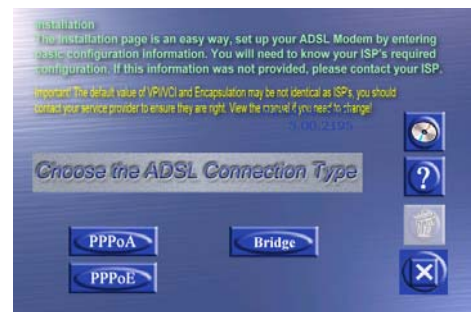 Installation
The installation page is an easy way, set up your ADSL Modem by entering
basic configuration information. You will need to know your ISP's required
configuration. If this information was not provided, please contact your ISP.
Important! The default value of VPI/VCI and Encapsulation may be not identical as ISP's, you should
contact your service provider to ensure they are right. View the manual if you need to change!
5.00.2195
Choose the ADSL Connection Type
?
PPPoA
Bridge
PPPoE
X